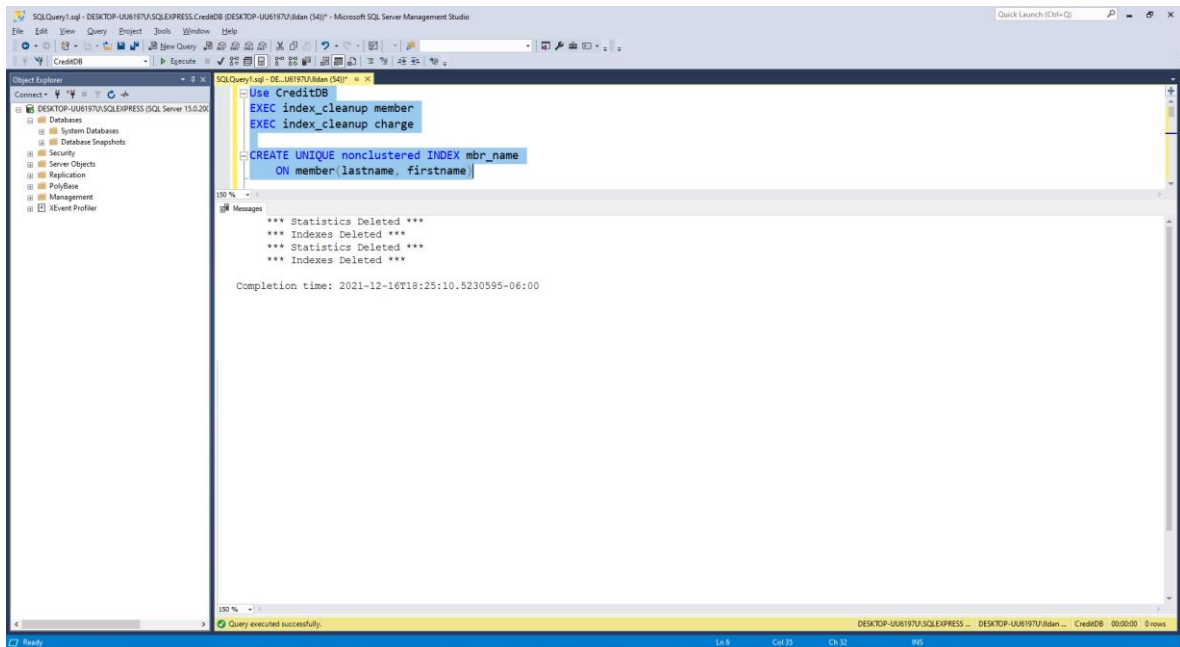 SQLQuery1.sql - DESKTOP-UU6197U\SQLEXPRESS.CreditDB (DESKTOP-UU6197U\Ildan (54))* - Microsoft SQL Server Management Studio
Quick Launch (Ctrl+Q)
File Edit View Query Project Tools Window Help
New Query
CreditDB Execute
Object Explorer
SQLQuery1.sql - DE...U6197U\Ildan (54))*
Connect
DESKTOP-UU6197U\SQLEXPRESS (SQL Server 15.0.200
Databases
System Databases
Database Snapshots
Security
Server Objects
Replication
PolyBase
Management
XEvent Profiler
Use CreditDB
EXEC index_cleanup member
EXEC index_cleanup charge
CREATE UNIQUE nonclustered INDEX mbr_name
ON member(lastname, firstname)
150 %
Messages
*** Statistics Deleted ***
*** Indexes Deleted ***
*** Statistics Deleted ***
*** Indexes Deleted ***
Completion time: 2021-12-16T18:25:10.5230595-06:00
150 %
Query executed successfully.
DESKTOP-UU6197U\SQLEXPRESS ... DESKTOP-UU6197U\Ildan ... CreditDB 00:00:00 0 rows
Ready Ln 6 Col 35 Ch 32 INS